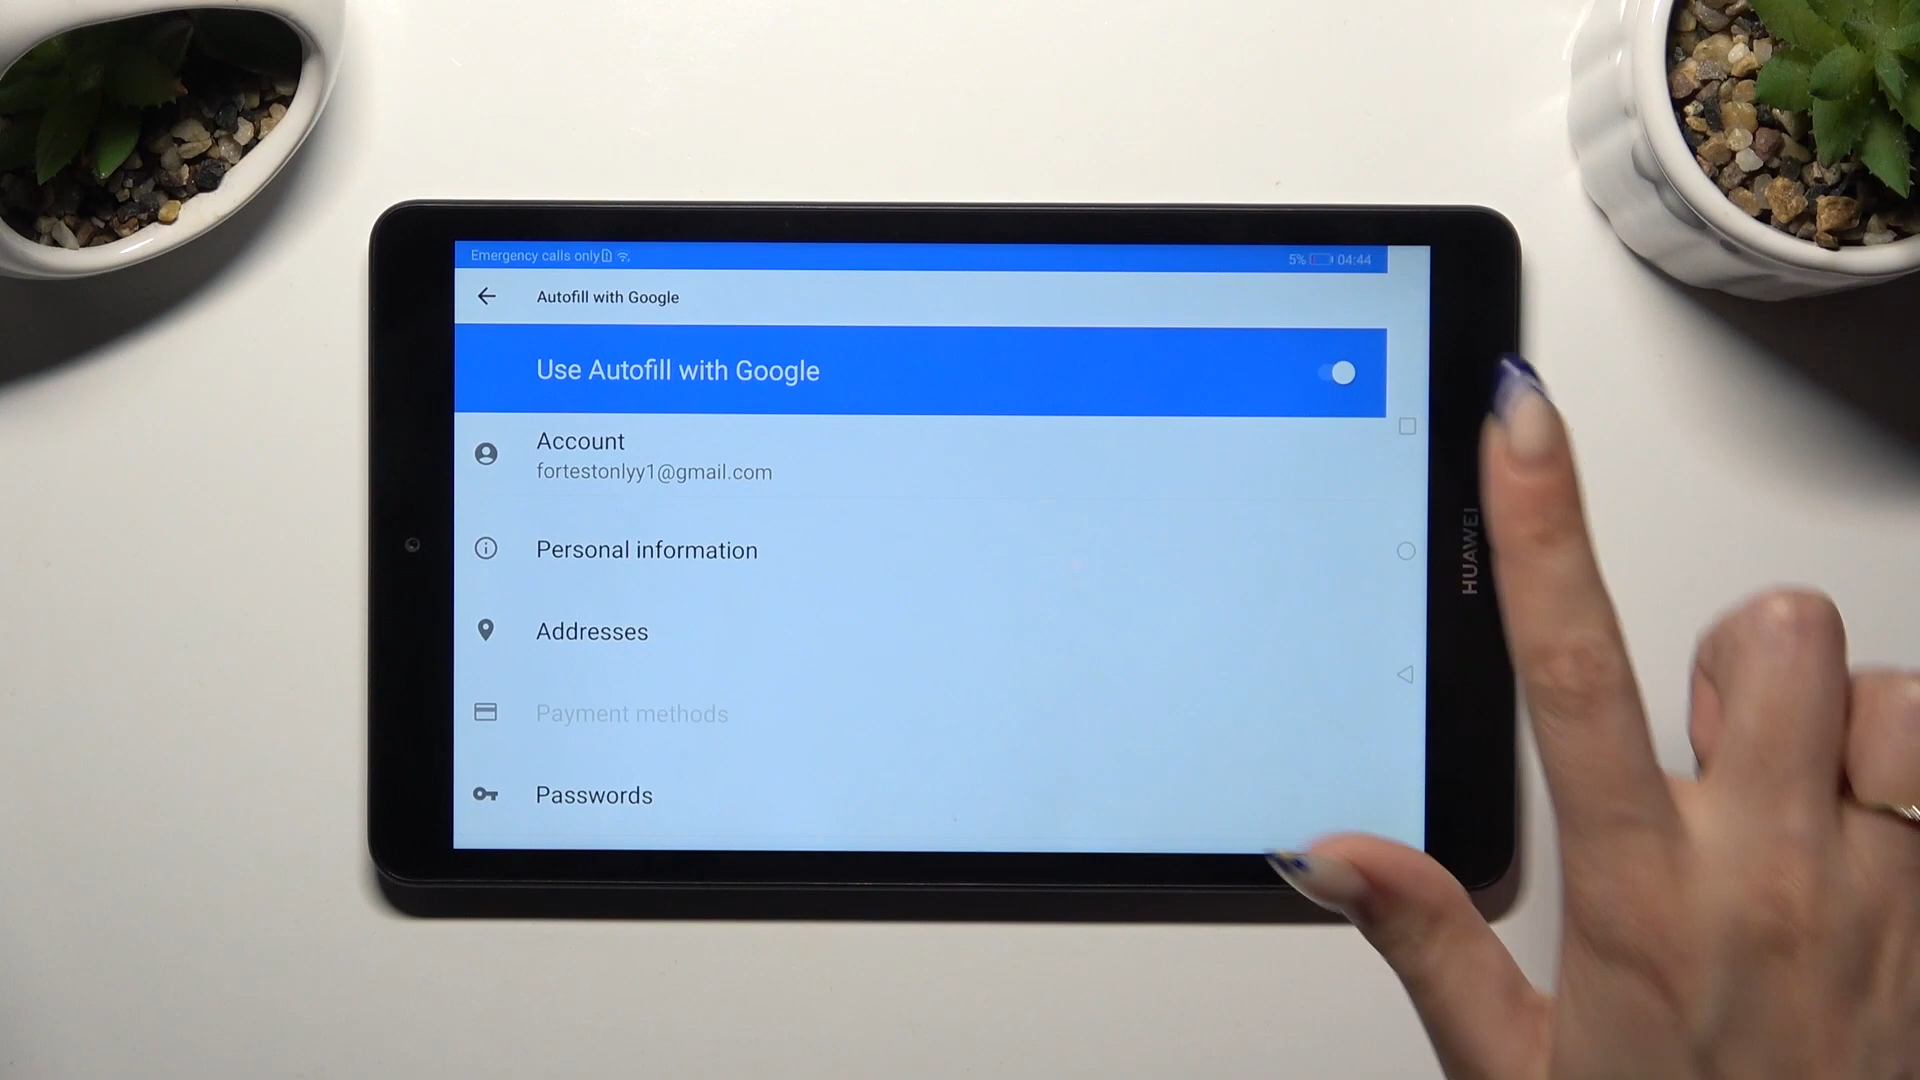 Emergency calls only
5% 04:44
Autofill with Google
Use Autofill with Google
Account
fortestonlyy1@gmail.com
Personal information
Addresses
Payment methods
Passwords
HUAWEI